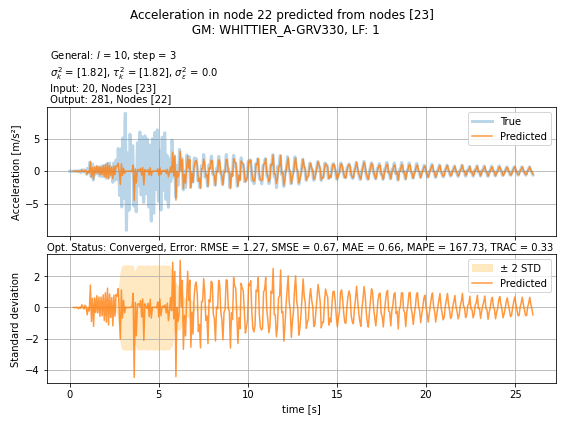 Acceleration in node 22 predicted from nodes [23]
GM: WHITTIER_A-GRV330, LF: 1
General: l = 10, step = 3
σ²ₖ = [1.82], τ²ₖ = [1.82], σ²ε = 0.0
Input: 20, Nodes [23]
Output: 281, Nodes [22]
Acceleration [m/s²]
5
0
−5
True
Predicted
Opt. Status: Converged, Error: RMSE = 1.27, SMSE = 0.67, MAE = 0.66, MAPE = 167.73, TRAC = 0.33
Standard deviation
2
0
−2
−4
± 2 STD
Predicted
0 5 10 15 20 25
time [s]